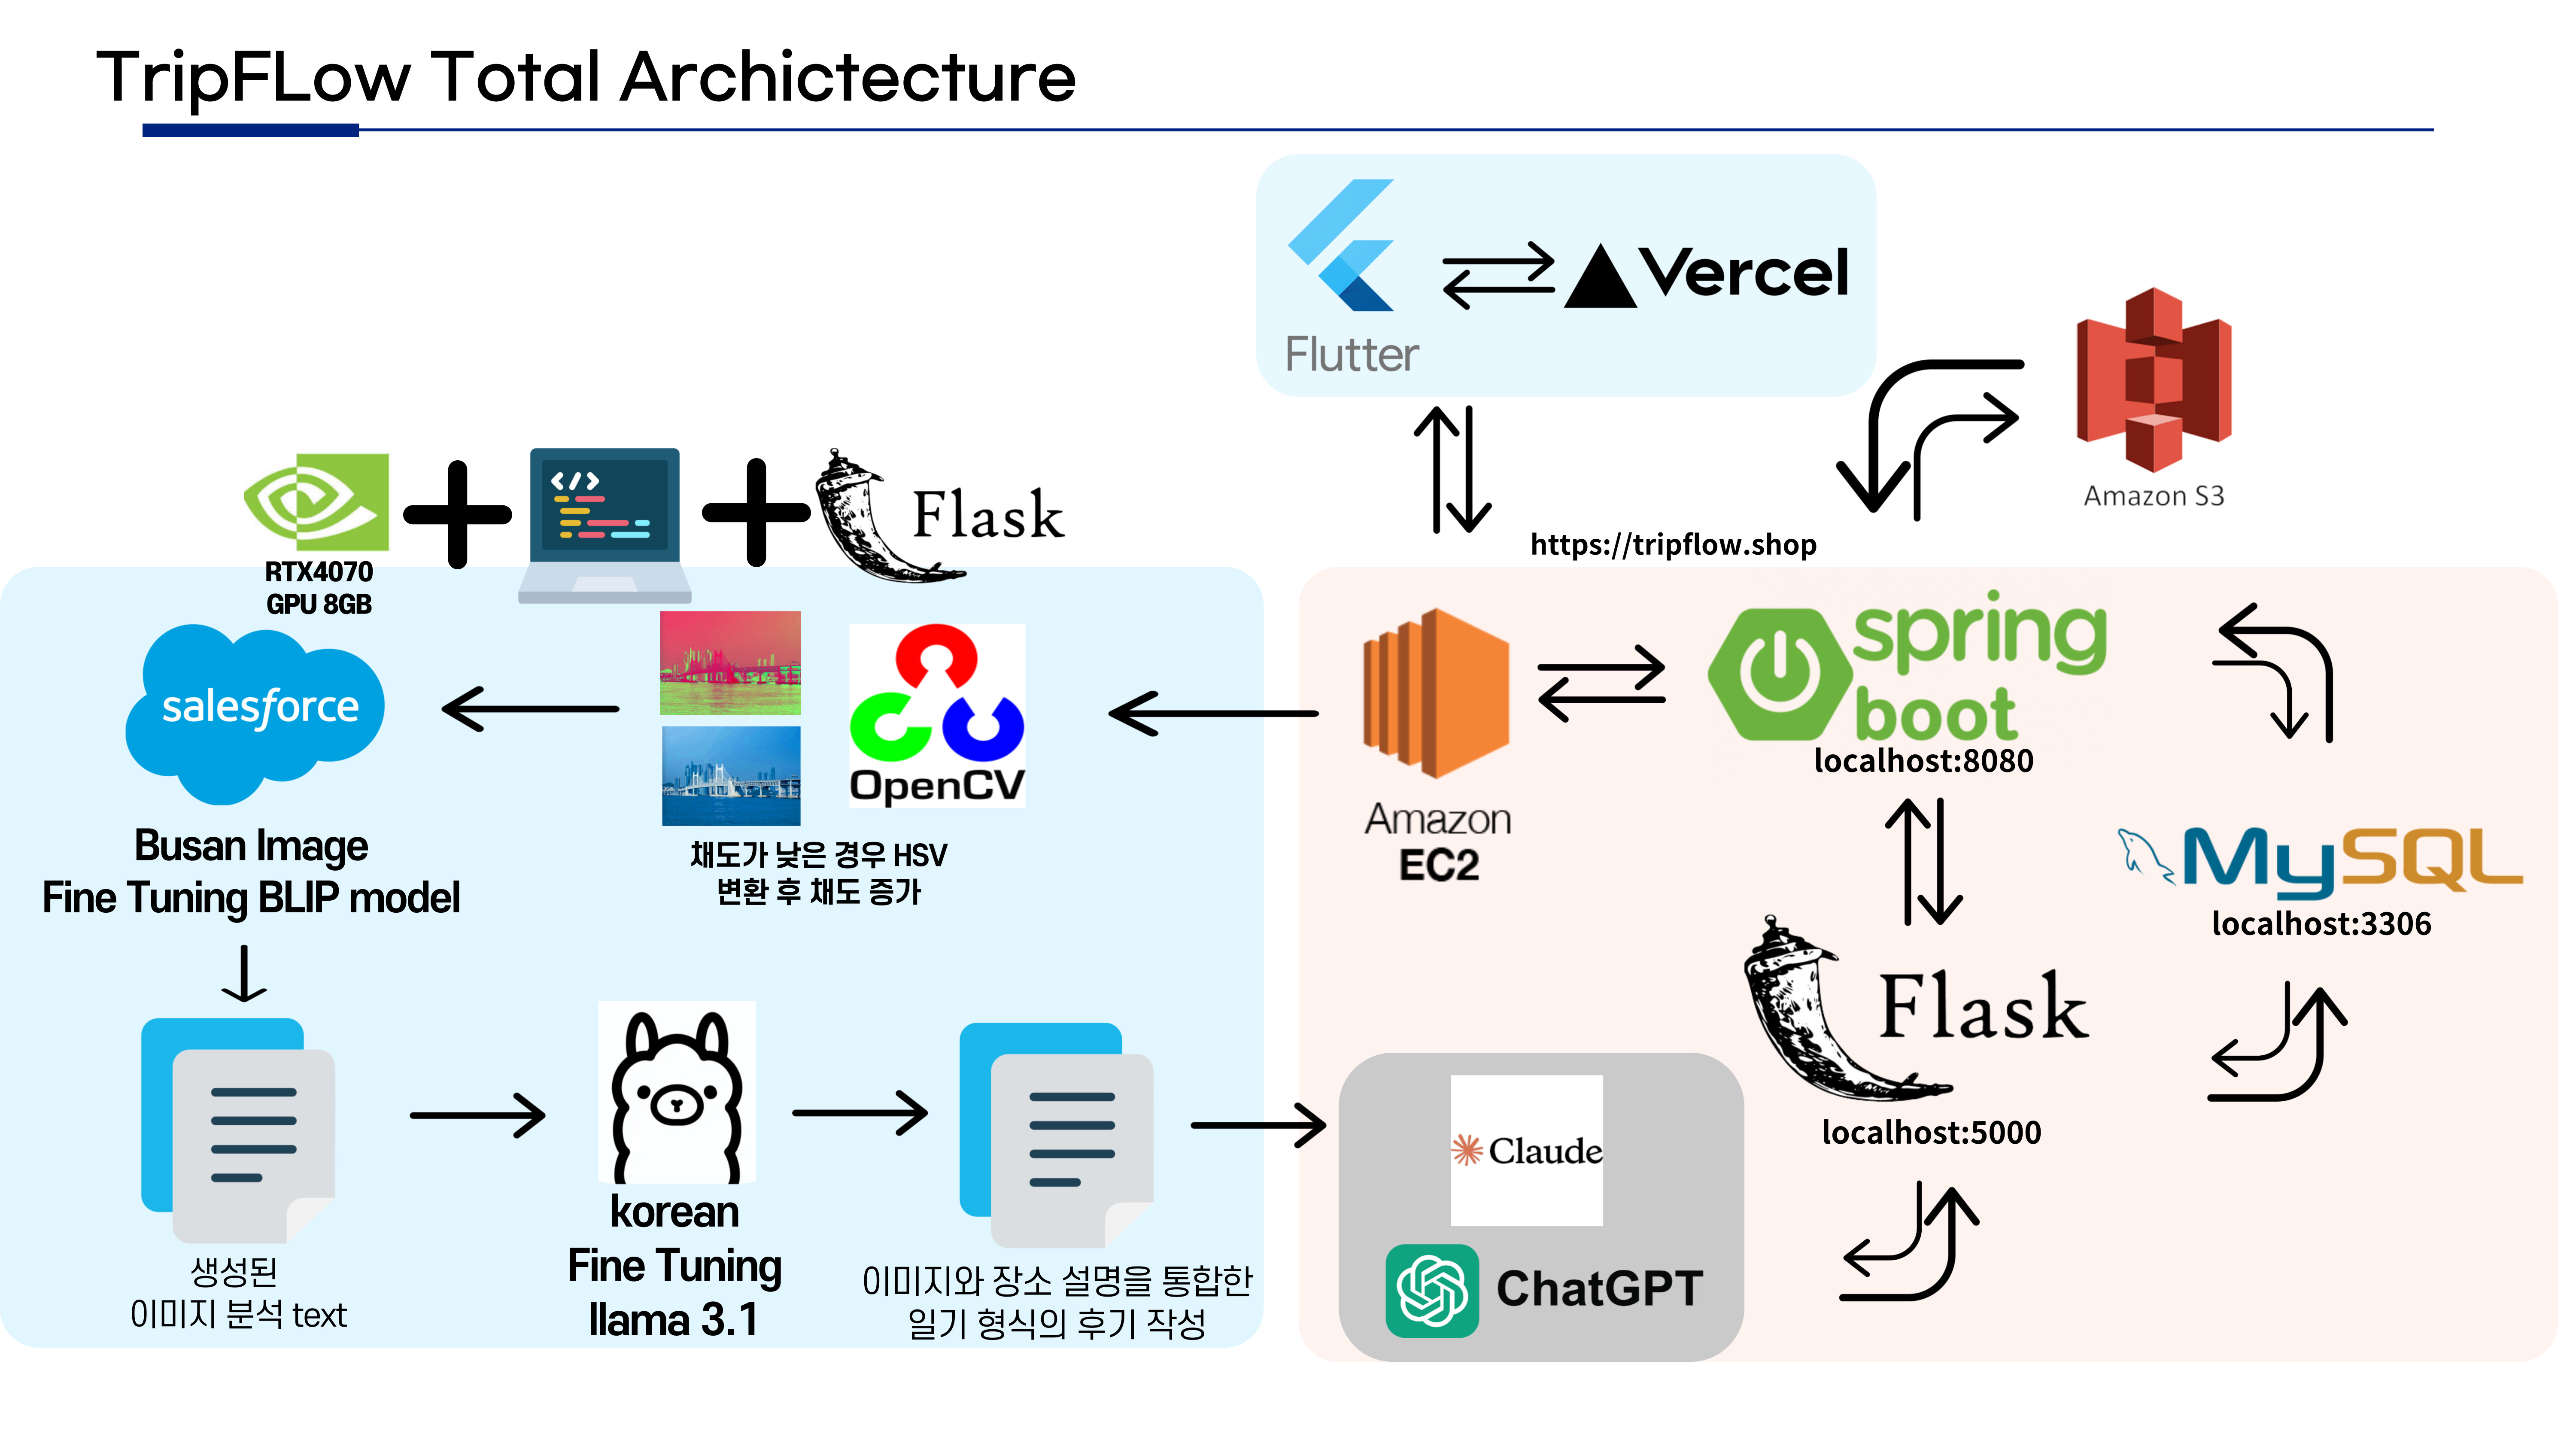 TripFLow Total Archictecture
Flutter
Vercel
Amazon S3
https://tripflow.shop
RTX4070
GPU 8GB
</>
Flask
salesforce
Busan Image
Fine Tuning BLIP model
OpenCV
채도가 낮은 경우 HSV
변환 후 채도 증가
생성된
이미지 분석 text
korean
Fine Tuning
llama 3.1
이미지와 장소 설명을 통합한
일기 형식의 후기 작성
Amazon
EC2
spring
boot
localhost:8080
MySQL
localhost:3306
Flask
localhost:5000
Claude
ChatGPT